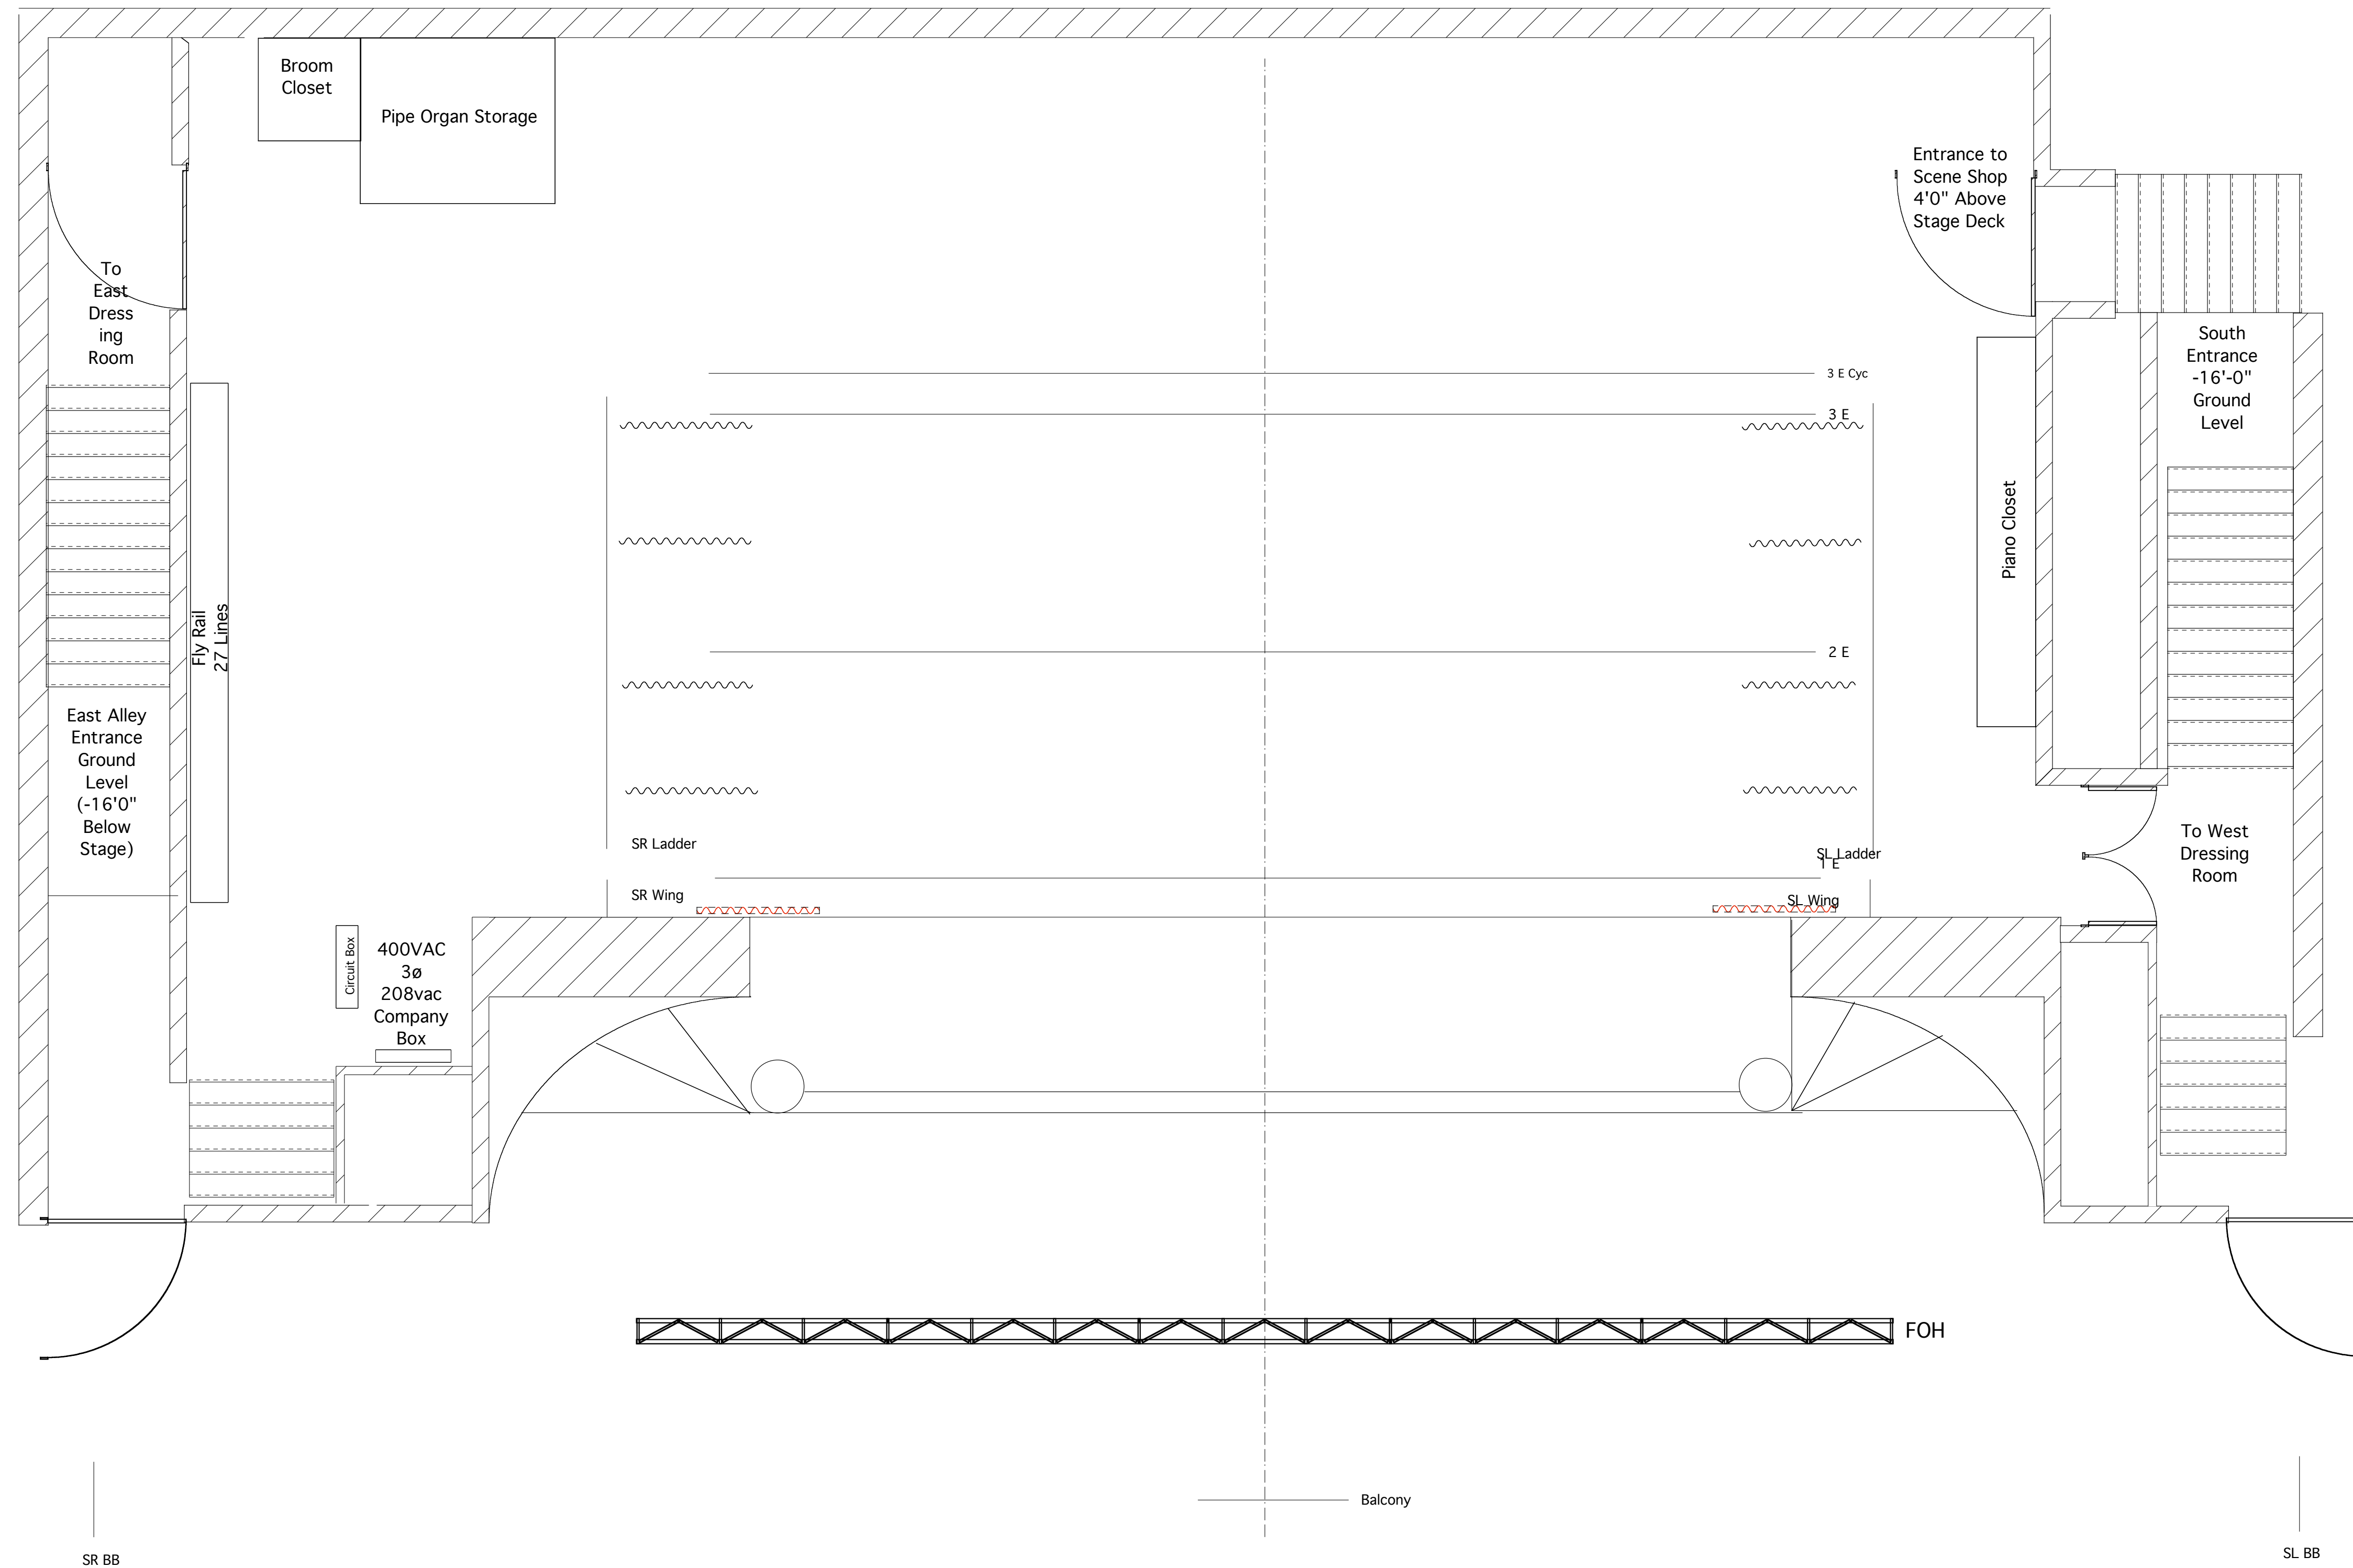 Broom
Closet
Pipe Organ Storage
Entrance to
Scene Shop
4'0" Above
Stage Deck
To
East
Dress
ing
Room
South
Entrance
-16'-0"
Ground
Level
3 E Cyc
3 E
Piano Closet
Fly Rail
27 Lines
2 E
East Alley
Entrance
Ground
Level
(-16'0"
Below
Stage)
SR Ladder
SL Ladder
1 E
To West
Dressing
Room
SR Wing
SL Wing
Circuit Box
400VAC
3ø
208vac
Company
Box
FOH
Balcony
SR BB
SL BB